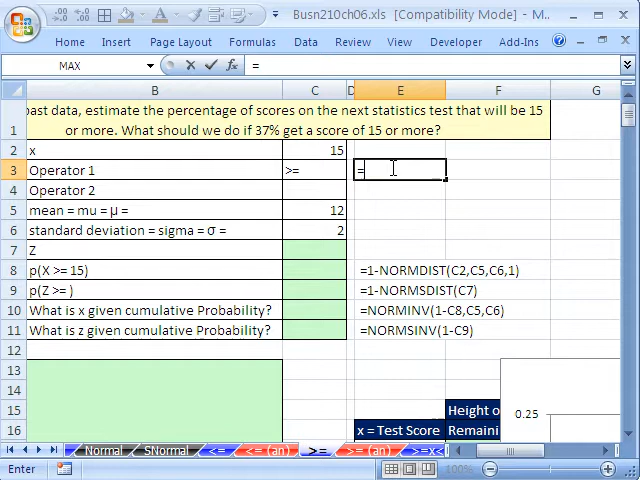 Busn210ch06.xls [Compatibility Mode] - M...
Home Insert Page Layout Formulas Data Review View Developer Add-Ins
MAX =
B C D E F G
1 past data, estimate the percentage of scores on the next statistics test that will be 15
or more. What should we do if 37% get a score of 15 or more?
2 x 15
3 Operator 1 >= =
4 Operator 2
5 mean = mu = µ = 12
6 standard deviation = sigma = σ = 2
7 Z
8 p(X >= 15) =1-NORMDIST(C2,C5,C6,1)
9 p(Z >= ) =1-NORMSDIST(C7)
10 What is x given cumulative Probability? =NORMINV(1-C8,C5,C6)
11 What is z given cumulative Probability? =NORMSINV(1-C9)
12
13
14 0.25
15 Height o
16 x = Test Score Remaini
Normal SNormal <= <= (an) >= >= (an) >=x<
Enter 100%